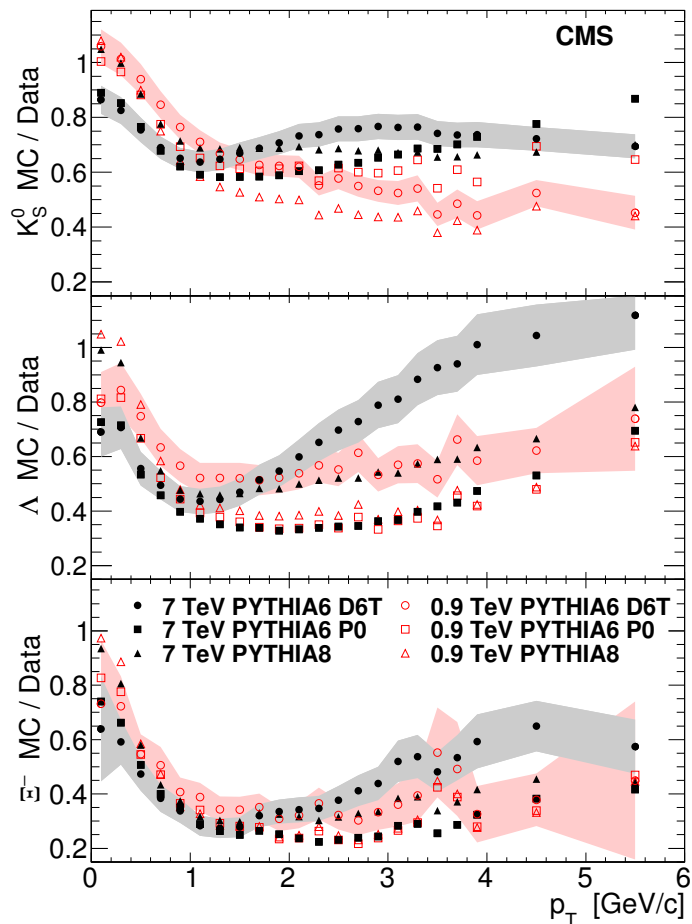 CMS
K_S^0 MC / Data
1
0.8
0.6
0.4
0.2
Λ MC / Data
1
0.8
0.6
0.4
0.2
Ξ⁻ MC / Data
1
0.8
0.6
0.4
0.2
7 TeV PYTHIA6 D6T
0.9 TeV PYTHIA6 D6T
7 TeV PYTHIA6 P0
0.9 TeV PYTHIA6 P0
7 TeV PYTHIA8
0.9 TeV PYTHIA8
0 1 2 3 4 5 6
p_T [GeV/c]